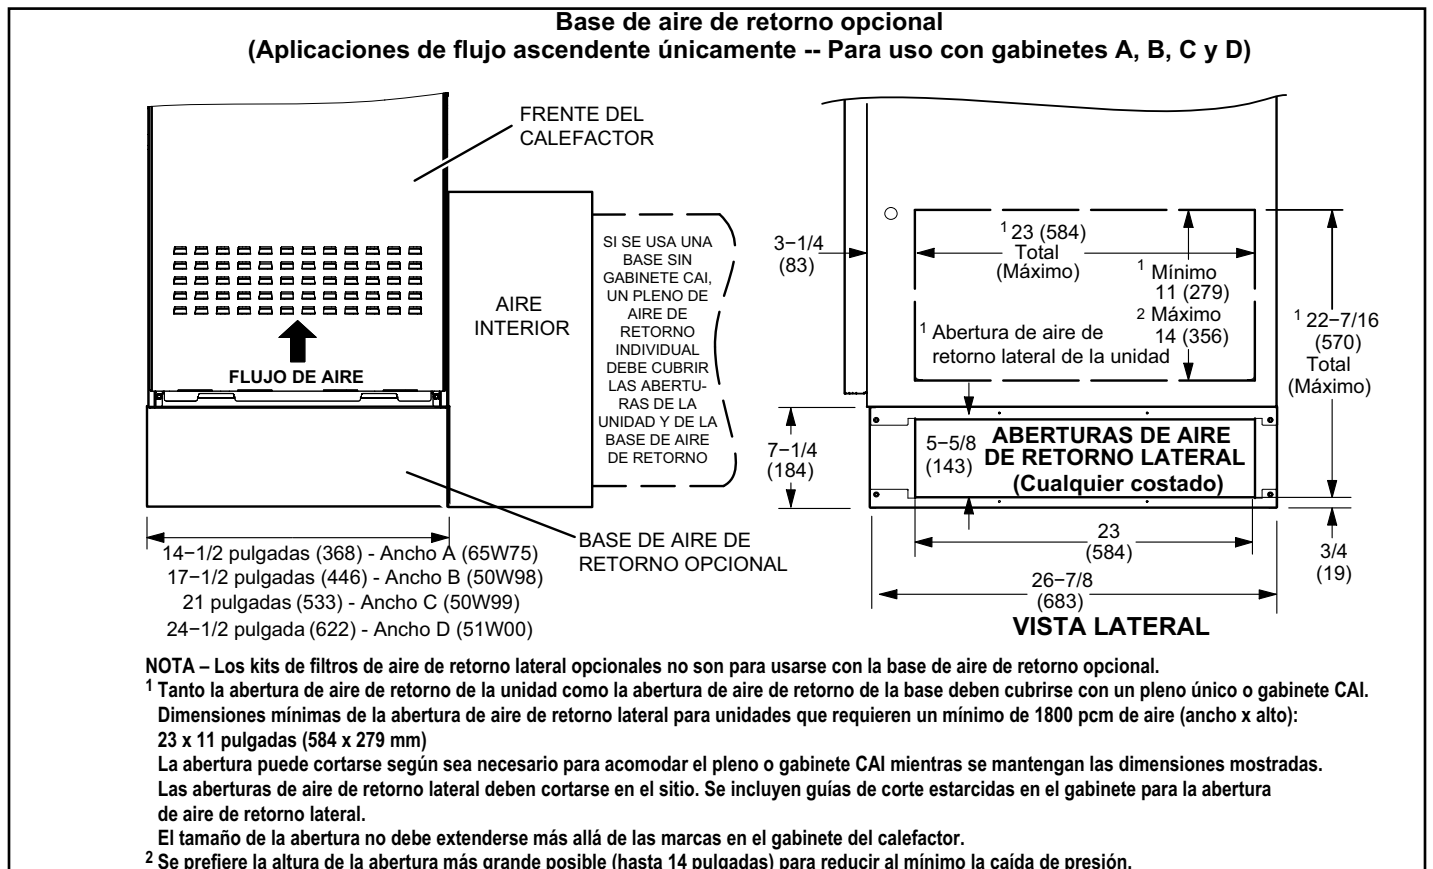 Base de aire de retorno opcional
(Aplicaciones de flujo ascendente únicamente -- Para uso con gabinetes A, B, C y D)
FRENTE DEL
CALEFACTOR
AIRE
INTERIOR
SI SE USA UNA
BASE SIN
GABINETE CAI,
UN PLENO DE
AIRE DE
RETORNO
INDIVIDUAL
DEBE CUBRIR
LAS ABERTU-
RAS DE LA
UNIDAD Y DE LA
BASE DE AIRE
DE RETORNO
FLUJO DE AIRE
BASE DE AIRE DE
RETORNO OPCIONAL
14−1/2 pulgadas (368) - Ancho A (65W75)
17−1/2 pulgadas (446) - Ancho B (50W98)
21 pulgadas (533) - Ancho C (50W99)
24−1/2 pulgada (622) - Ancho D (51W00)
3−1/4
(83)
1 23 (584)
Total
(Máximo)
1 Mínimo
11 (279)
2 Máximo
14 (356)
1 Abertura de aire de
retorno lateral de la unidad
1 22−7/16
(570)
Total
(Máximo)
7−1/4
(184)
5−5/8
(143)
ABERTURAS DE AIRE
DE RETORNO LATERAL
(Cualquier costado)
23
(584)
3/4
(19)
26−7/8
(683)
VISTA LATERAL
NOTA – Los kits de filtros de aire de retorno lateral opcionales no son para usarse con la base de aire de retorno opcional.
1 Tanto la abertura de aire de retorno de la unidad como la abertura de aire de retorno de la base deben cubrirse con un pleno único o gabinete CAI.
Dimensiones mínimas de la abertura de aire de retorno lateral para unidades que requieren un mínimo de 1800 pcm de aire (ancho x alto):
23 x 11 pulgadas (584 x 279 mm)
La abertura puede cortarse según sea necesario para acomodar el pleno o gabinete CAI mientras se mantengan las dimensiones mostradas.
Las aberturas de aire de retorno lateral deben cortarse en el sitio. Se incluyen guías de corte estarcidas en el gabinete para la abertura
de aire de retorno lateral.
El tamaño de la abertura no debe extenderse más allá de las marcas en el gabinete del calefactor.
2 Se prefiere la altura de la abertura más grande posible (hasta 14 pulgadas) para reducir al mínimo la caída de presión.